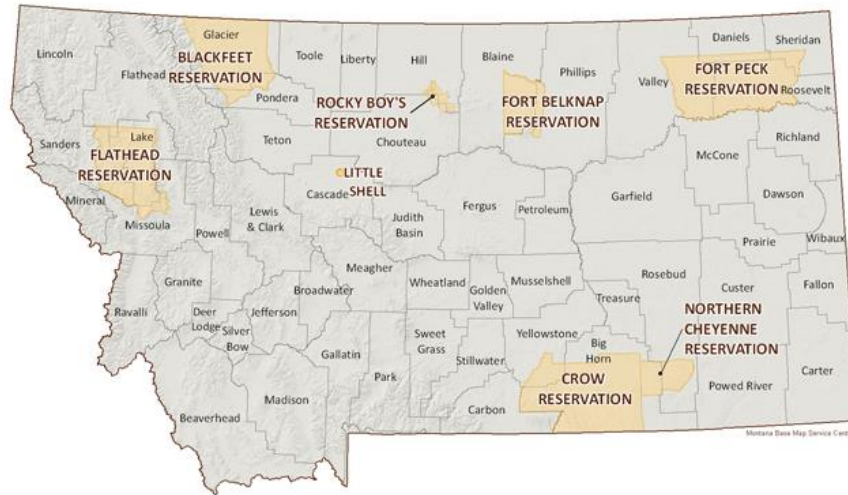 Glacier
Lincoln
Flathead
BLACKFEET
RESERVATION
Toole
Liberty
Hill
Blaine
Phillips
Daniels
Sheridan
Valley
FORT PECK
RESERVATION
Roosevelt
Pondera
ROCKY BOY'S
RESERVATION
FORT BELKNAP
RESERVATION
Teton
Chouteau
Sanders
Lake
FLATHEAD
RESERVATION
Richland
McCone
LITTLE
SHELL
Cascade
Mineral
Missoula
Powell
Lewis
& Clark
Judith
Basin
Fergus
Petroleum
Garfield
Dawson
Prairie
Wibaux
Granite
Meagher
Broadwater
Wheatland
Golden
Valley
Musselshell
Rosebud
Treasure
Custer
Fallon
Ravalli
Deer
Lodge
Silver
Bow
Jefferson
NORTHERN
CHEYENNE
RESERVATION
Gallatin
Park
Sweet
Grass
Stillwater
Yellowstone
Big
Horn
CROW
RESERVATION
Powder River
Carter
Madison
Carbon
Beaverhead
Montana Base Map Service Cent